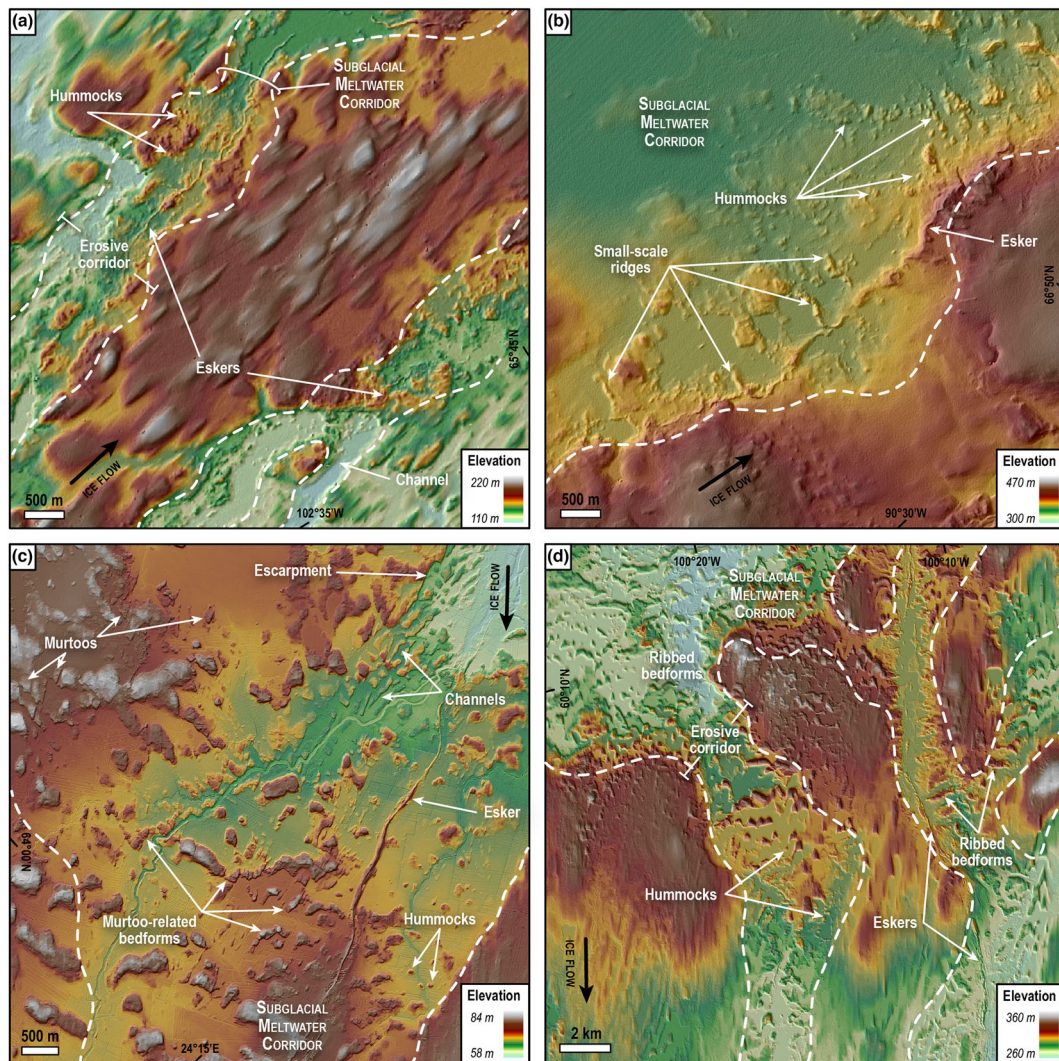 (a)
SUBGLACIAL
MELTWATER
CORRIDOR
Hummocks
Erosive
corridor
Eskers
Channel
ICE FLOW
500 m
65°45'N
102°35'W
Elevation
220 m
110 m
(b)
SUBGLACIAL
MELTWATER
CORRIDOR
Hummocks
Small-scale
ridges
Esker
66°50'N
ICE FLOW
500 m
90°30'W
Elevation
470 m
300 m
(c)
Escarpment
ICE FLOW
Murtoos
Channels
Esker
64°00'N
Murtoo-related
bedforms
Hummocks
SUBGLACIAL
MELTWATER
CORRIDOR
500 m
24°15'E
Elevation
84 m
58 m
(d)
100°20'W
100°10'W
SUBGLACIAL
MELTWATER
CORRIDOR
Ribbed
bedforms
60°10'N
Erosive
corridor
Ribbed
bedforms
Hummocks
Eskers
ICE FLOW
2 km
Elevation
360 m
260 m